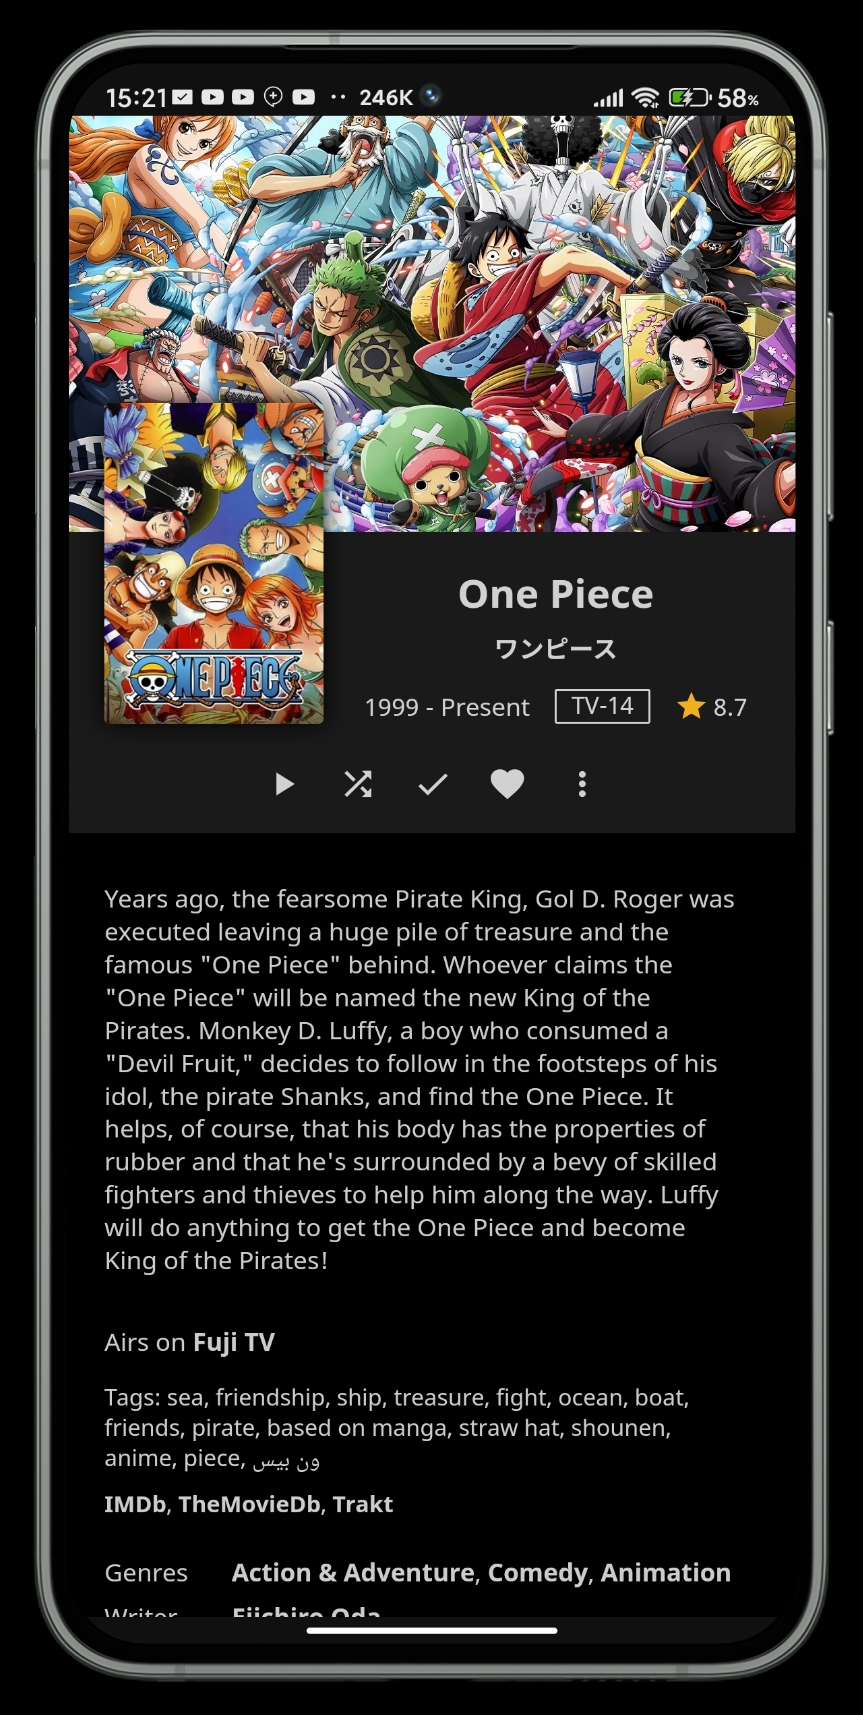 15:21 246K 58%
ONE PIECE
One Piece
ワンピース
1999 - Present TV-14 8.7
Years ago, the fearsome Pirate King, Gol D. Roger was
executed leaving a huge pile of treasure and the
famous "One Piece" behind. Whoever claims the
"One Piece" will be named the new King of the
Pirates. Monkey D. Luffy, a boy who consumed a
"Devil Fruit," decides to follow in the footsteps of his
idol, the pirate Shanks, and find the One Piece. It
helps, of course, that his body has the properties of
rubber and that he's surrounded by a bevy of skilled
fighters and thieves to help him along the way. Luffy
will do anything to get the One Piece and become
King of the Pirates!
Airs on Fuji TV
Tags: sea, friendship, ship, treasure, fight, ocean, boat,
friends, pirate, based on manga, straw hat, shounen,
anime, piece, ون بيس
IMDb, TheMovieDb, Trakt
Genres Action & Adventure, Comedy, Animation
Writer Eiichiro Oda